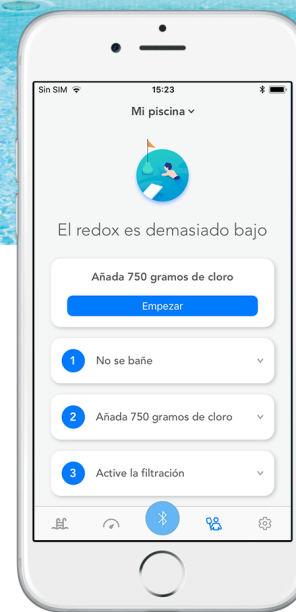 Sin SIM
15:23
Mi piscina
El redox es demasiado bajo
Añada 750 gramos de cloro
Empezar
1 No se bañe
2 Añada 750 gramos de cloro
3 Active la filtración